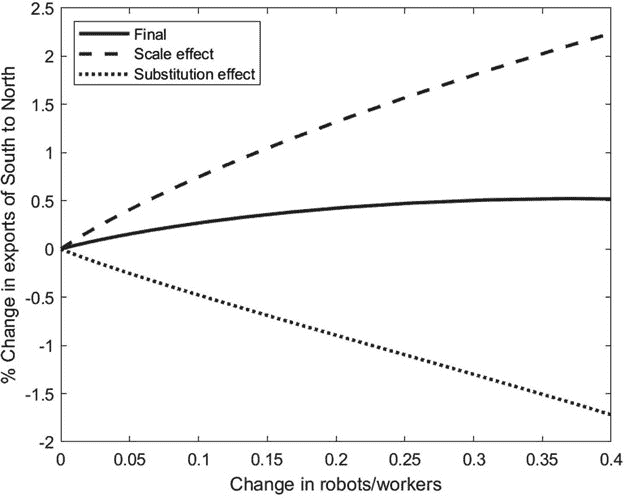 2.5
Final
Scale effect
Substitution effect
2
1.5
1
0.5
0
-0.5
-1
-1.5
-2
% Change in exports of South to North
0 0.05 0.1 0.15 0.2 0.25 0.3 0.35 0.4
Change in robots/workers